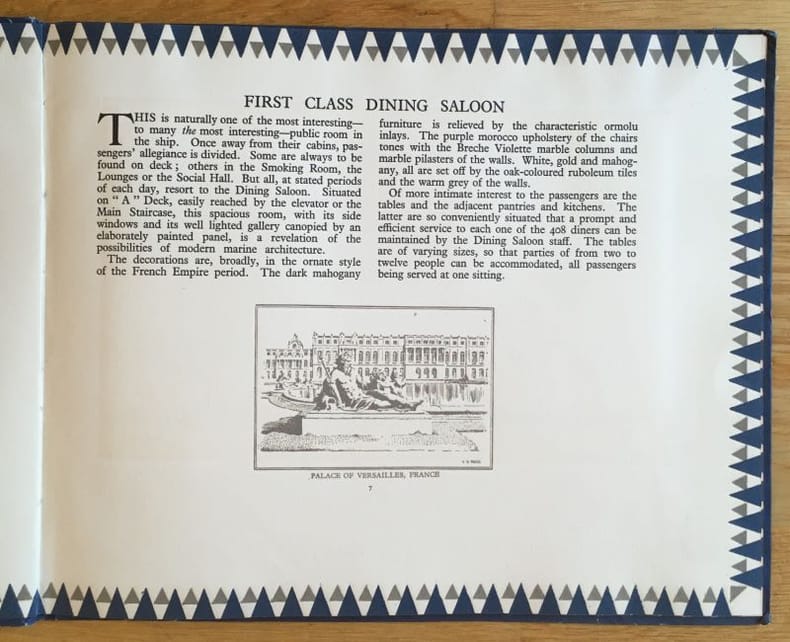 FIRST CLASS DINING SALOON
THIS is naturally one of the most interesting—
to many the most interesting—public room in
the ship. Once away from their cabins, pas-
sengers' allegiance is divided. Some are always to be
found on deck; others in the Smoking Room, the
Lounges or the Social Hall. But all, at stated periods
of each day, resort to the Dining Saloon. Situated
on "A" Deck, easily reached by the elevator or the
Main Staircase, this spacious room, with its side
windows and its well lighted gallery canopied by an
elaborately painted panel, is a revelation of the
possibilities of modern marine architecture.
The decorations are, broadly, in the ornate style
of the French Empire period. The dark mahogany
furniture is relieved by the characteristic ormolu
inlays. The purple morocco upholstery of the chairs
tones with the Breche Violette marble columns and
marble pilasters of the walls. White, gold and mahog-
any, all are set off by the oak-coloured ruboleum tiles
and the warm grey of the walls.
Of more intimate interest to the passengers are the
tables and the adjacent pantries and kitchens. The
latter are so conveniently situated that a prompt and
efficient service to each one of the 408 diners can be
maintained by the Dining Saloon staff. The tables
are of varying sizes, so that parties of from two to
twelve people can be accommodated, all passengers
being served at one sitting.
PALACE OF VERSAILLES, FRANCE
7